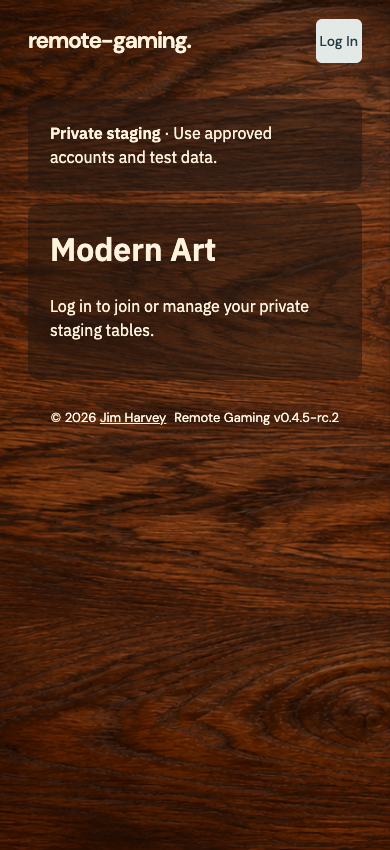 remote-gaming.
Log In
Private staging · Use approved
accounts and test data.
Modern Art
Log in to join or manage your private
staging tables.
© 2026 Jim Harvey Remote Gaming v0.4.5-rc.2